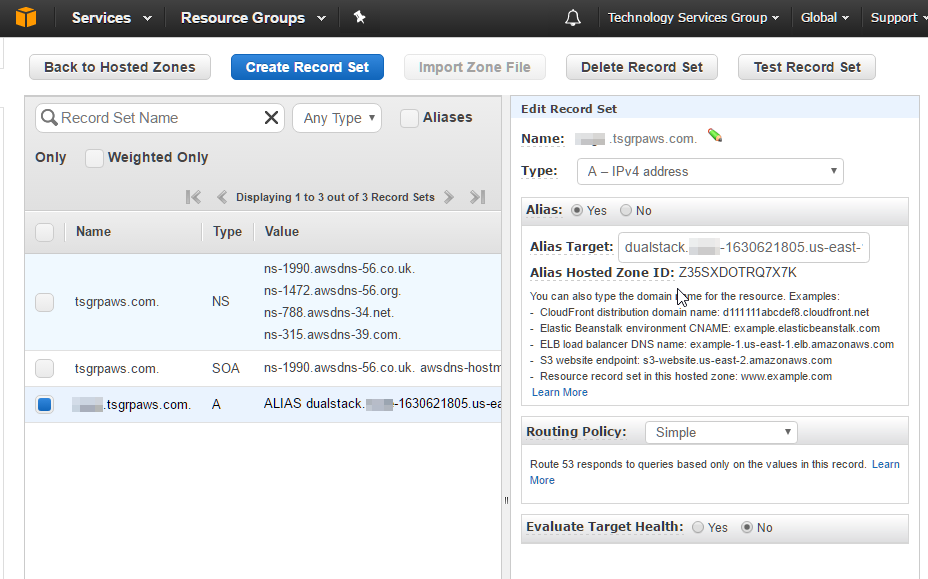 Services Resource Groups Technology Services Group Global Support
Back to Hosted Zones Create Record Set Import Zone File Delete Record Set Test Record Set
Record Set Name Any Type Aliases
Only Weighted Only
Displaying 1 to 3 out of 3 Record Sets
Name Type Value
tsgrpaws.com. NS ns-1990.awsdns-56.co.uk.
ns-1472.awsdns-56.org.
ns-788.awsdns-34.net.
ns-315.awsdns-39.com.
tsgrpaws.com. SOA ns-1990.awsdns-56.co.uk. awsdns-hostm
.tsgrpaws.com. A ALIAS dualstack. -1630621805.us-ea
Edit Record Set
Name: .tsgrpaws.com.
Type: A – IPv4 address
Alias: Yes No
Alias Target: dualstack. -1630621805.us-east-
Alias Hosted Zone ID: Z35SXDOTRQ7X7K
You can also type the domain name for the resource. Examples:
- CloudFront distribution domain name: d111111abcdef8.cloudfront.net
- Elastic Beanstalk environment CNAME: example.elasticbeanstalk.com
- ELB load balancer DNS name: example-1.us-east-1.elb.amazonaws.com
- S3 website endpoint: s3-website.us-east-2.amazonaws.com
- Resource record set in this hosted zone: www.example.com
Learn More
Routing Policy: Simple
Route 53 responds to queries based only on the values in this record. Learn
More
Evaluate Target Health: Yes No